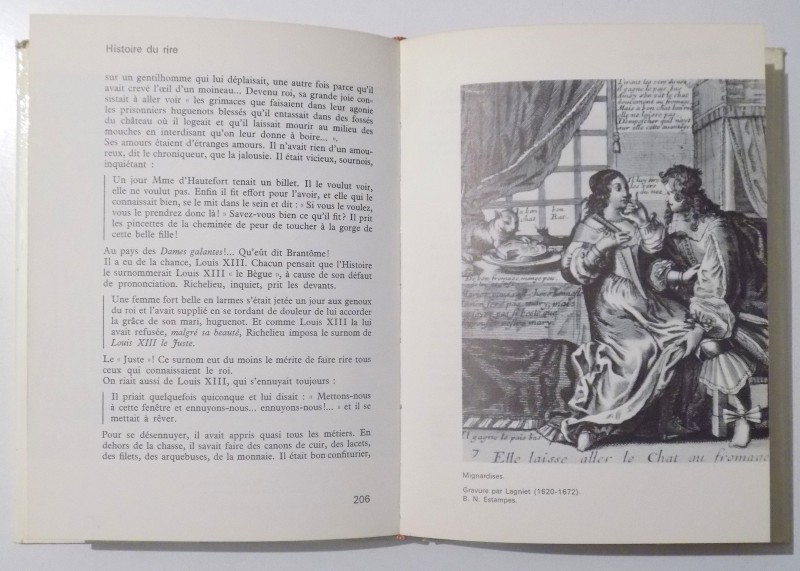 Histoire du rire
sur un gentilhomme qui lui déplaisait, une autre fois parce qu'il
avait crevé l'œil d'un moineau... Devenu roi, sa grande joie con-
sistait à aller voir « les grimaces que faisaient dans leur agonie
les prisonniers huguenots blessés qu'il entassait dans des fossés
du château où il logeait et qu'il laissait mourir au milieu des
mouches en interdisant qu'on leur donne à boire... ».
Ses amours étaient d'étranges amours. Il n'avait rien d'un amou-
reux, dit le chroniqueur, que la jalousie. Il était vicieux, sournois,
inquiétant :
Un jour Mme d'Hautefort tenait un billet. Il le voulut voir,
elle ne voulut pas. Enfin il fit effort pour l'avoir, et elle qui le
connaissait bien, se le mit dans le sein et dit : « Si vous le voulez,
vous le prendrez donc là! » Savez-vous bien ce qu'il fit? Il prit
les pincettes de la cheminée de peur de toucher à la gorge de
cette belle fille!
Au pays des Dames galantes!... Qu'eût dit Brantôme!
Il a eu de la chance, Louis XIII. Chacun pensait que l'Histoire
le surnommerait Louis XIII « le Bègue », à cause de son défaut
de prononciation. Richelieu, inquiet, prit les devants.
Une femme fort belle en larmes s'était jetée un jour aux genoux
du roi et l'avait supplié en se tordant de douleur de lui accorder
la grâce de son mari, huguenot. Et comme Louis XIII la lui
avait refusée, malgré sa beauté, Richelieu imposa le surnom de
Louis XIII le Juste.
Le « Juste »! Ce surnom eut du moins le mérite de faire rire tous
ceux qui connaissaient le roi.
On riait aussi de Louis XIII, qui s'ennuyait toujours :
Il priait quelquefois quiconque et lui disait : « Mettons-nous
à cette fenêtre et ennuyons-nous... ennuyons-nous!... » et il se
mettait à rêver.
Pour se désennuyer, il avait appris quasi tous les métiers. En
dehors de la chasse, il savait faire des canons de cuir, des lacets,
des filets, des arquebuses, de la monnaie. Il était bon confiturier,
206
a bon
chat
bon
Rat
7 Elle laisse aller le Chat au fromage
Mignardises.
Gravure par Lagniet (1620-1672).
B. N. Estampes.